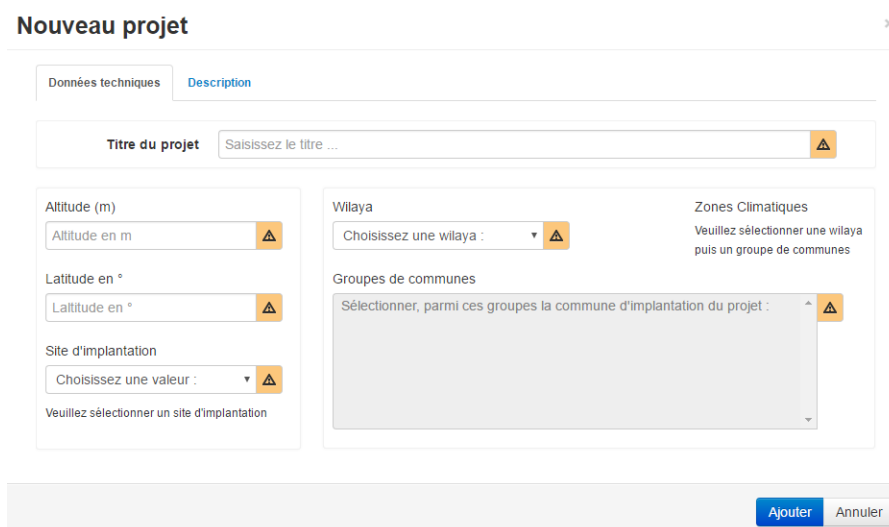 Nouveau projet
x
Données techniques
Description
Titre du projet
Saisissez le titre ...
Altitude (m)
Altitude en m
Latitude en °
Laltitude en °
Site d'implantation
Choisissez une valeur :
Veuillez sélectionner un site d'implantation
Wilaya
Choisissez une wilaya :
Zones Climatiques
Veuillez sélectionner une wilaya
puis un groupe de communes
Groupes de communes
Sélectionner, parmi ces groupes la commune d'implantation du projet :
Ajouter
Annuler